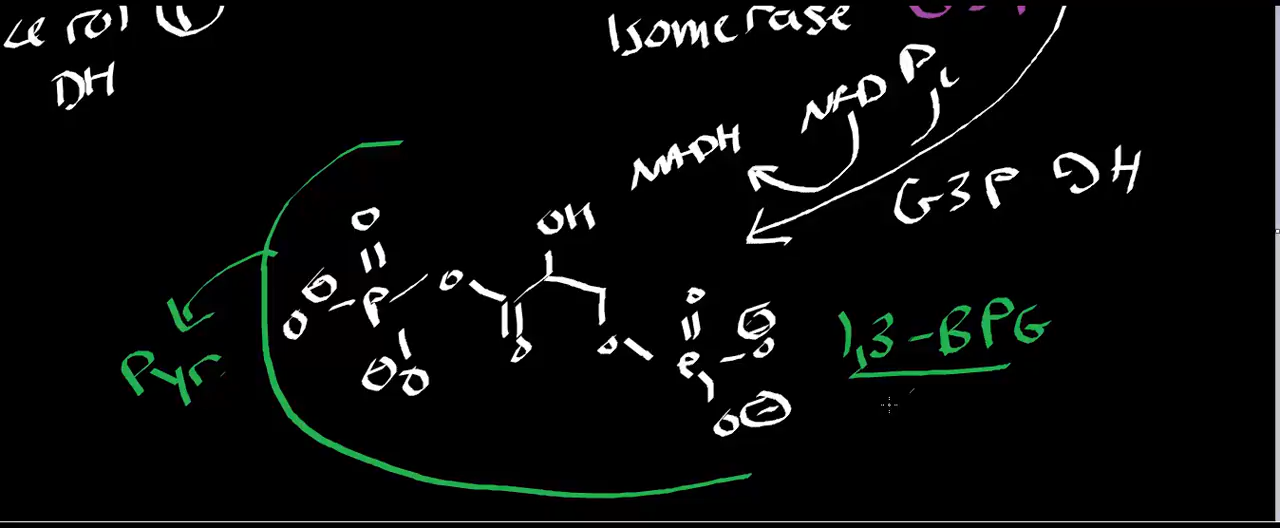 Isomerase
DH
NAD Pi
NADH
G3P DH
OH
O
O P O
O
O
O
O P O
O
1,3-BPG
Pyr